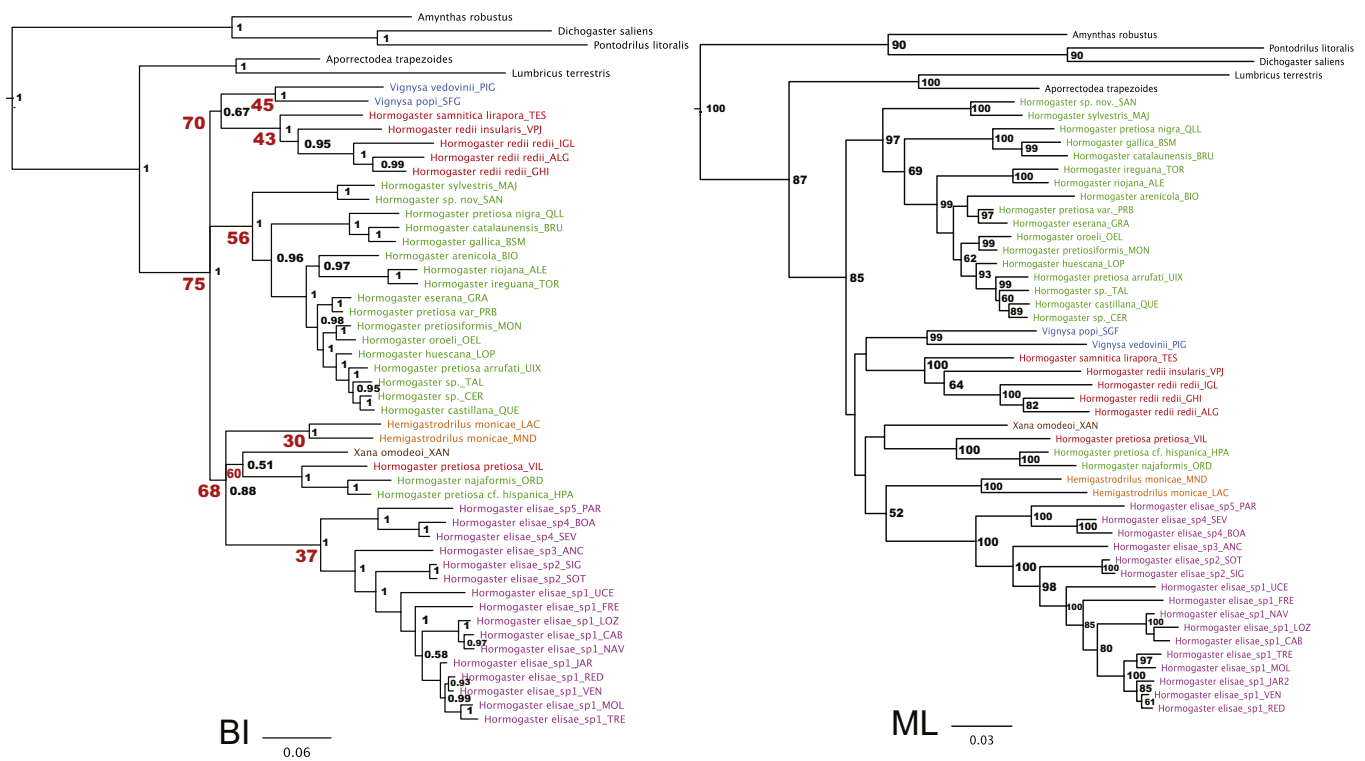 Amynthas robustus
1
Dichogaster saliens
1
Pontodrilus litoralis
1
Aporrectodea trapezoides
1
Lumbricus terrestris
Vignysa vedovinii_PIG
1
45
Vignysa popi_SFG
0.67
70
Hormogaster samnitica lirapora_TES
1
43
Hormogaster redii insularis_VPJ
0.95
Hormogaster redii redii_IGL
1
Hormogaster redii redii_ALG
0.99
Hormogaster redii redii_GHI
1
Hormogaster sylvestris_MAJ
1
Hormogaster sp. nov_SAN
1
56
Hormogaster pretiosa nigra_QLL
1
Hormogaster catalaunensis_BRU
1
Hormogaster gallica_BSM
0.96
Hormogaster arenicola_BIO
0.97
Hormogaster riojana_ALE
1
Hormogaster ireguana_TOR
1
75
1
Hormogaster eserana_GRA
1
Hormogaster pretiosa var_PRB
0.98
Hormogaster pretiosiformis_MON
1
Hormogaster oroeli_OEL
1
Hormogaster huescana_LOP
1
Hormogaster pretiosa arrufati_UIX
1
Hormogaster sp._TAL
0.95
Hormogaster sp._CER
1
Hormogaster castillana_QUE
Hemigastrodrilus monicae_LAC
1
30
Hemigastrodrilus monicae_MND
Xana omodeoi_XAN
0.51
60
Hormogaster pretiosa pretiosa_VIL
1
Hormogaster najaformis_ORD
1
Hormogaster pretiosa cf. hispanica_HPA
68
0.88
Hormogaster elisae_sp5_PAR
1
Hormogaster elisae_sp4_BOA
1
Hormogaster elisae_sp4_SEV
1
37
Hormogaster elisae_sp3_ANC
1
Hormogaster elisae_sp2_SIG
1
Hormogaster elisae_sp2_SOT
1
Hormogaster elisae_sp1_UCE
Hormogaster elisae_sp1_FRE
1
Hormogaster elisae_sp1_LOZ
1
Hormogaster elisae_sp1_CAB
0.97
Hormogaster elisae_sp1_NAV
0.58
Hormogaster elisae_sp1_JAR
Hormogaster elisae_sp1_RED
0.93
Hormogaster elisae_sp1_VEN
0.99
Hormogaster elisae_sp1_MOL
1
Hormogaster elisae_sp1_TRE
BI
0.06
Amynthas robustus
90
Pontodrilus litoralis
90
Dichogaster saliens
100
Lumbricus terrestris
100
Aporrectodea trapezoides
87
Hormogaster sp. nov._SAN
100
Hormogaster sylvestris_MAJ
97
Hormogaster pretiosa nigra_QLL
100
Hormogaster gallica_BSM
99
Hormogaster catalaunensis_BRU
69
Hormogaster ireguana_TOR
100
Hormogaster riojana_ALE
99
Hormogaster arenicola_BIO
Hormogaster pretiosa var._PRB
97
Hormogaster eserana_GRA
Hormogaster oroeli_OEL
99
Hormogaster pretiosiformis_MON
62
Hormogaster huescana_LOP
93
Hormogaster pretiosa arrufati_UIX
99
Hormogaster sp._TAL
60
Hormogaster castillana_QUE
89
Hormogaster sp._CER
85
Vignysa popi_SGF
99
Vignysa vedovinii_PIG
Hormogaster samnitica lirapora_TES
100
Hormogaster redii insularis_VPJ
64
Hormogaster redii redii_IGL
100
Hormogaster redii redii_GHI
82
Hormogaster redii redii_ALG
Xana omodeoi_XAN
Hormogaster pretiosa pretiosa_VIL
100
Hormogaster pretiosa cf. hispanica_HPA
100
Hormogaster najaformis_ORD
Hemigastrodrilus monicae_MND
100
Hemigastrodrilus monicae_LAC
52
Hormogaster elisae_sp5_PAR
100
Hormogaster elisae_sp4_SEV
100
Hormogaster elisae_sp4_BOA
100
Hormogaster elisae_sp3_ANC
100
Hormogaster elisae_sp2_SOT
100
Hormogaster elisae_sp2_SIG
98
Hormogaster elisae_sp1_UCE
100
Hormogaster elisae_sp1_FRE
85
Hormogaster elisae_sp1_NAV
100
Hormogaster elisae_sp1_LOZ
Hormogaster elisae_sp1_CAB
80
Hormogaster elisae_sp1_TRE
97
Hormogaster elisae_sp1_MOL
100
Hormogaster elisae_sp1_JAR2
85
Hormogaster elisae_sp1_VEN
61
Hormogaster elisae_sp1_RED
ML
0.03